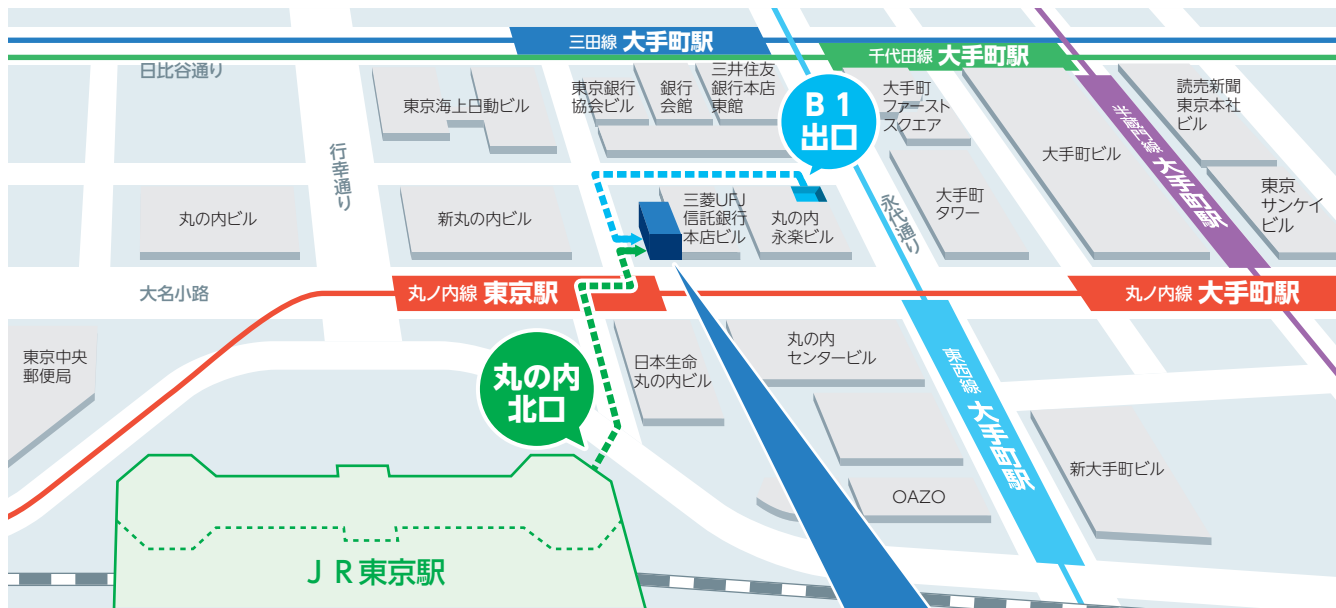 三田線 大手町駅
千代田線 大手町駅
日比谷通り
東京海上日動ビル
東京銀行
協会ビル
銀行
会館
三井住友
銀行本店
東館
B1
出口
大手町
ファースト
スクエア
大手町ビル
半蔵門線 大手町駅
読売新聞
東京本社
ビル
行幸通り
丸の内ビル
新丸の内ビル
三菱UFJ
信託銀行
本店ビル
丸の内
永楽ビル
永代通り
大手町
タワー
東京
サンケイ
ビル
大名小路
丸ノ内線 東京駅
丸ノ内線 大手町駅
東京中央
郵便局
丸の内
北口
日本生命
丸の内ビル
丸の内
センタービル
東西線 大手町駅
新大手町ビル
OAZO
JR東京駅